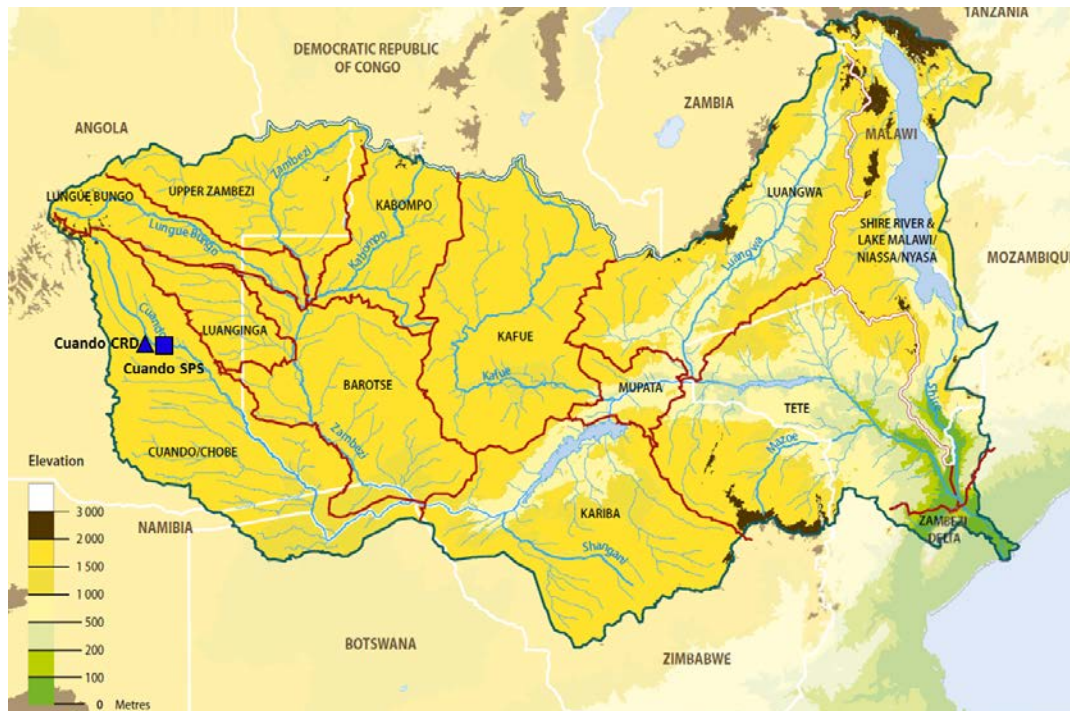 TANZANIA
DEMOCRATIC REPUBLIC
OF CONGO
ZAMBIA
ANGOLA
MALAWI
Zambezi
UPPER ZAMBEZI
LUNGÚE BUNGO
KABOMPO
LUANGWA
Lungue Bungo
Kabompo
Luangwa
SHIRE RIVER &
LAKE MALAWI/
NIASSA/NYASA
MOZAMBIQUE
Cuando
LUANGINGA
KAFUE
Cuando CRD
Cuando SPS
Kafue
MUPATA
BAROTSE
TETE
Shire
Zambezi
Mazoe
CUANDO/CHOBE
Elevation
3 000
2 000
1 500
1 000
500
200
100
0 Metres
NAMIBIA
KARIBA
ZAMBEZI
DELTA
Shangani
BOTSWANA
ZIMBABWE